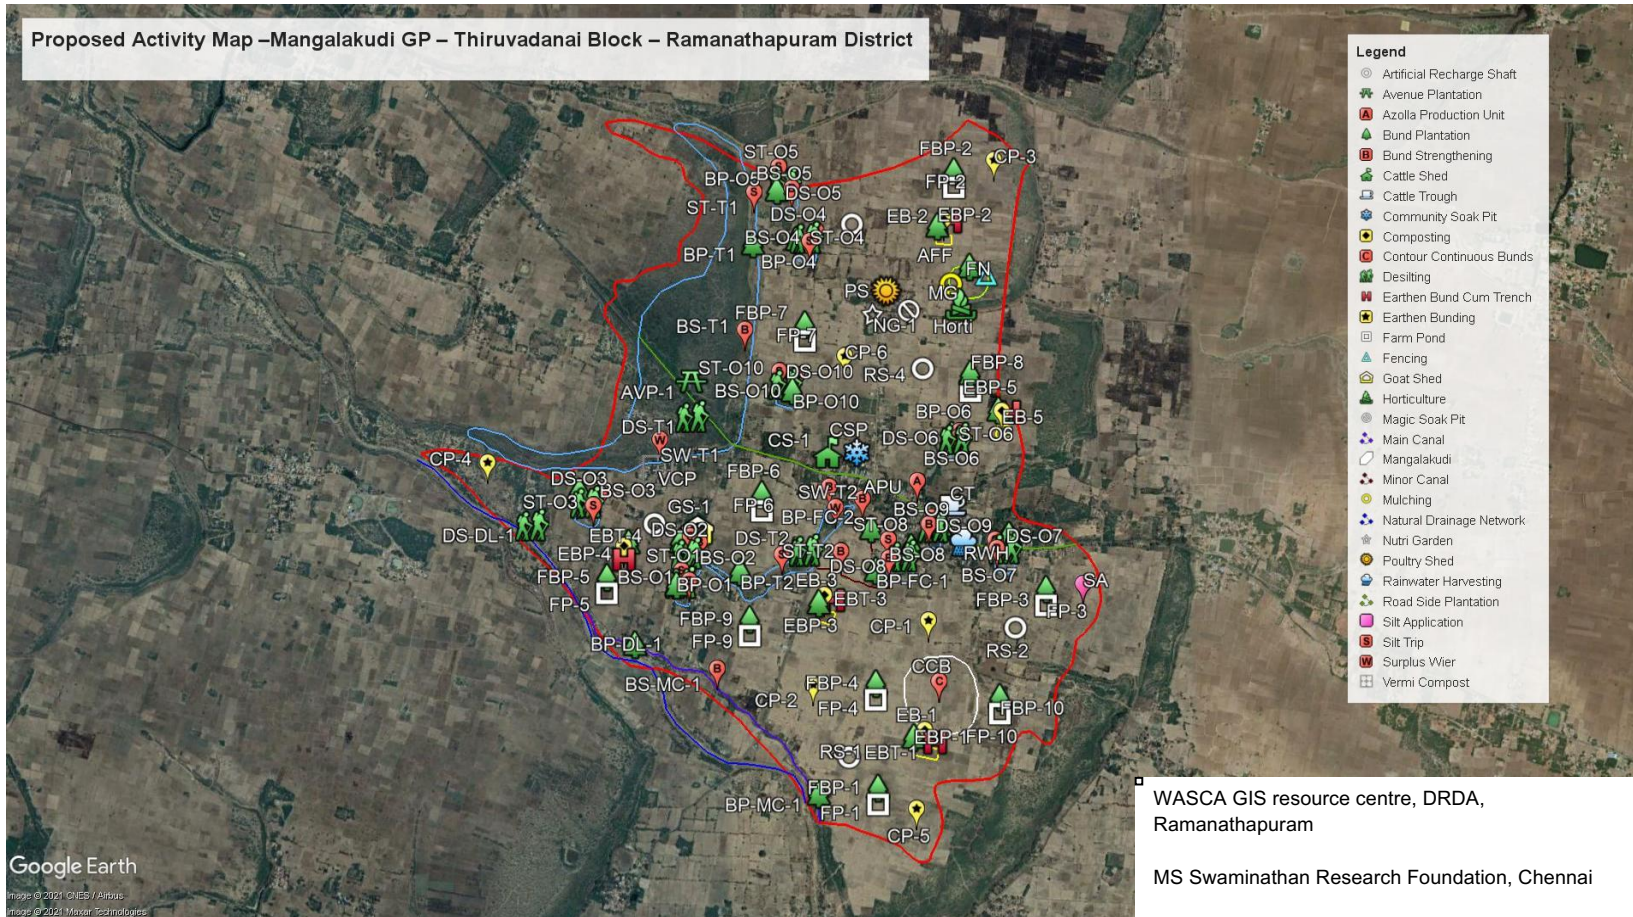 Proposed Activity Map –Mangalakudi GP – Thiruvadanai Block – Ramanathapuram District
Legend
Artificial Recharge Shaft
Avenue Plantation
A Azolla Production Unit
Bund Plantation
B Bund Strengthening
Cattle Shed
Cattle Trough
Community Soak Pit
Composting
C Contour Continuous Bunds
Desilting
Earthen Bund Cum Trench
Earthen Bunding
Farm Pond
Fencing
Goat Shed
Horticulture
Magic Soak Pit
Main Canal
Mangalakudi
Minor Canal
Mulching
Natural Drainage Network
Nutri Garden
Poultry Shed
Rainwater Harvesting
Road Side Plantation
Silt Application
S Silt Trip
W Surplus Wier
Vermi Compost
ST-O5
FBP-2
CP-3
BP-O5
BS-O5
DS-O5
FP-2
ST-T1
DS-O4
EB-2
EBP-2
BS-O4
ST-O4
BP-T1
BP-O4
AFF
FN
PS
MG
FBP-7
BS-T1
FP-7
NG-1
Horti
CP-6
ST-O10
DS-O10
RS-4
FBP-8
AVP-1
BS-O10
BP-O10
EBP-5
BP-O6
EB-5
DS-T1
CS-1
CSP
DS-O6
ST-O6
SW-T1
BS-O6
CP-4
FBP-6
DS-O3
VCP
BS-O3
SW-T2
APU
CT
ST-O3
GS-1
FP-6
BP-FC-2
BS-O9
DS-DL-1
EBT-4
DS-O2
DS-T2
ST-O8
DS-O9
DS-O7
EBP-4
ST-O1
BS-O2
ST-T2
BS-O8
RWH
FBP-5
BS-O1
BP-O1
BP-T2
EB-3
DS-O8
BP-FC-1
BS-O7
SA
FP-5
EBT-3
FBP-3
FP-3
FBP-9
EBP-3
CP-1
FP-9
BP-DL-1
RS-2
CCB
BS-MC-1
FBP-4
CP-2
FP-4
FBP-10
EB-1
EBP-1
FP-10
RS-1
EBT-1
FBP-1
BP-MC-1
FP-1
CP-5
WASCA GIS resource centre, DRDA,
Ramanathapuram
MS Swaminathan Research Foundation, Chennai
Google Earth
Image © 2021 CNES / Airbus
Image © 2021 Maxar Technologies